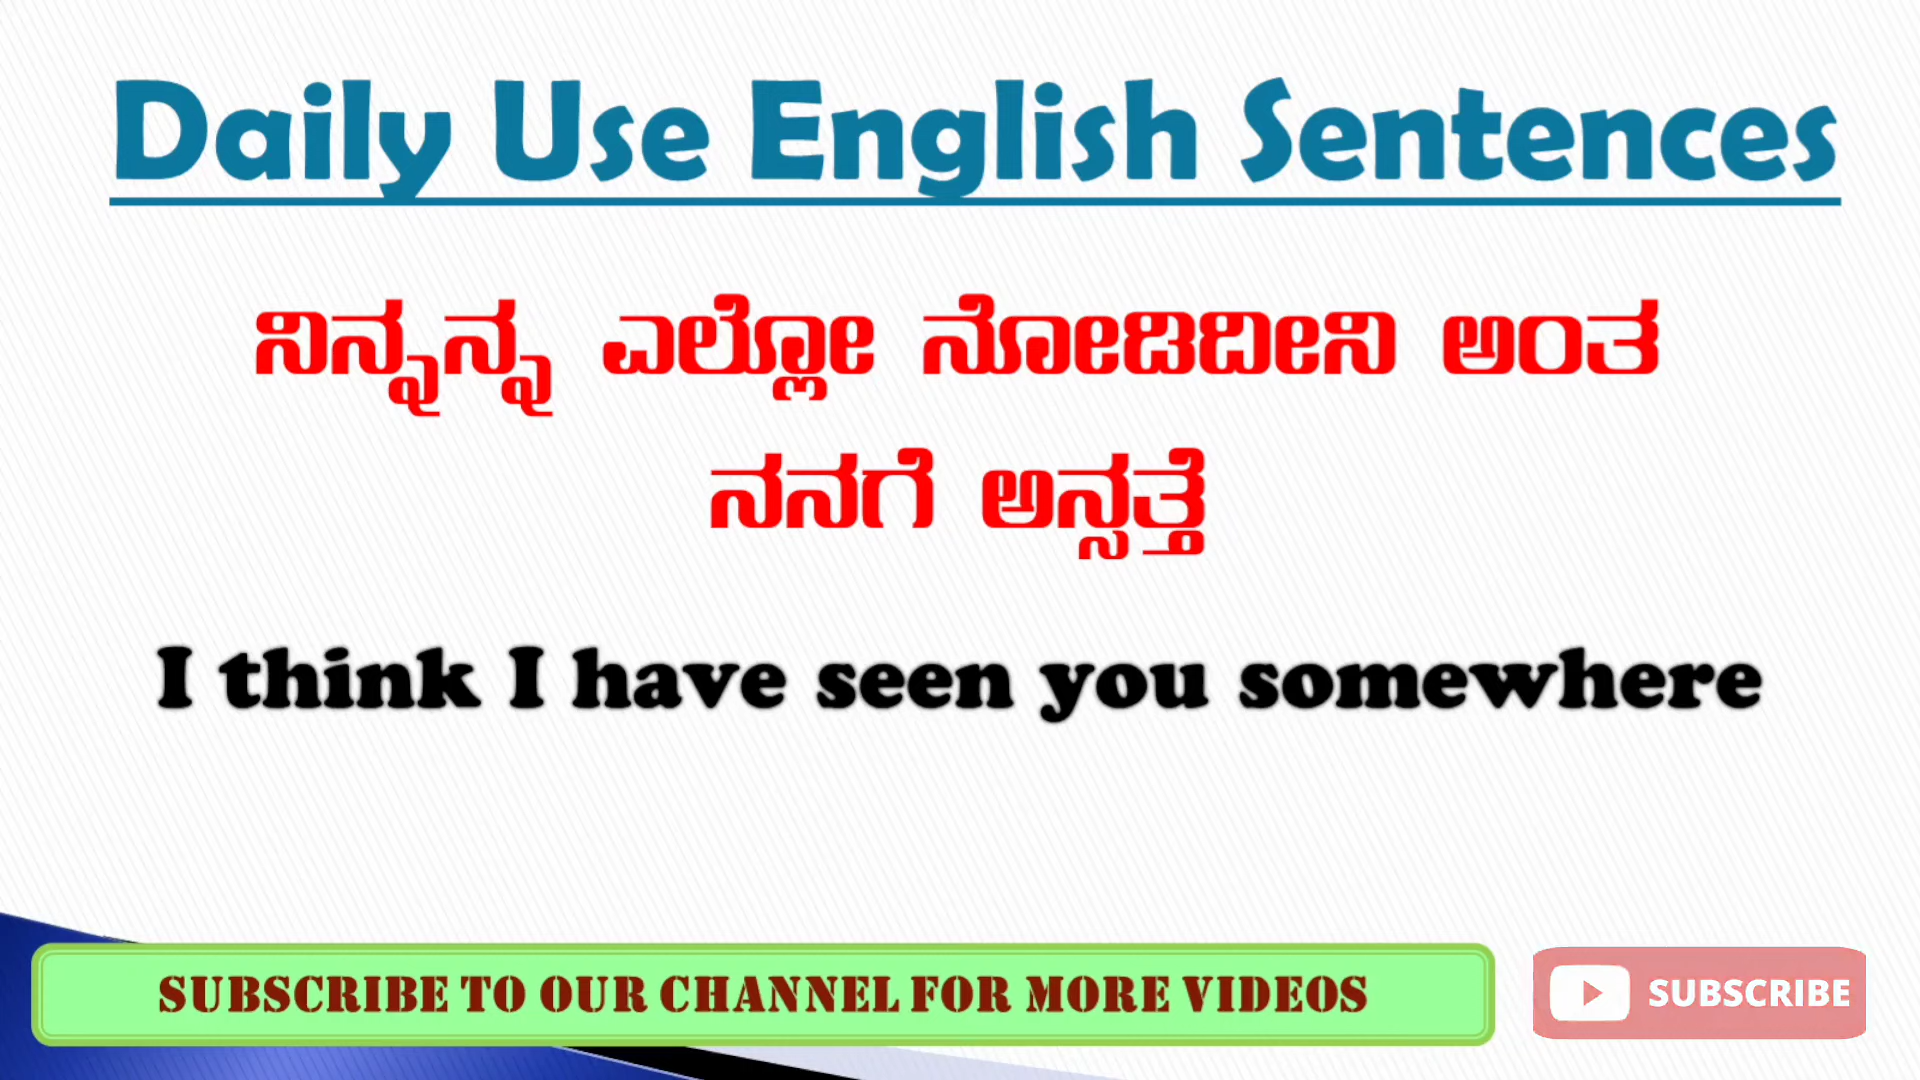 Daily Use English Sentences
ನಿನ್ನನ್ನ ಎಲ್ಲೋ ನೋಡಿದೀನಿ ಅಂತ
ನನಗೆ ಅನ್ಸತ್ತೆ
I think I have seen you somewhere
SUBSCRIBE TO OUR CHANNEL FOR MORE VIDEOS
SUBSCRIBE